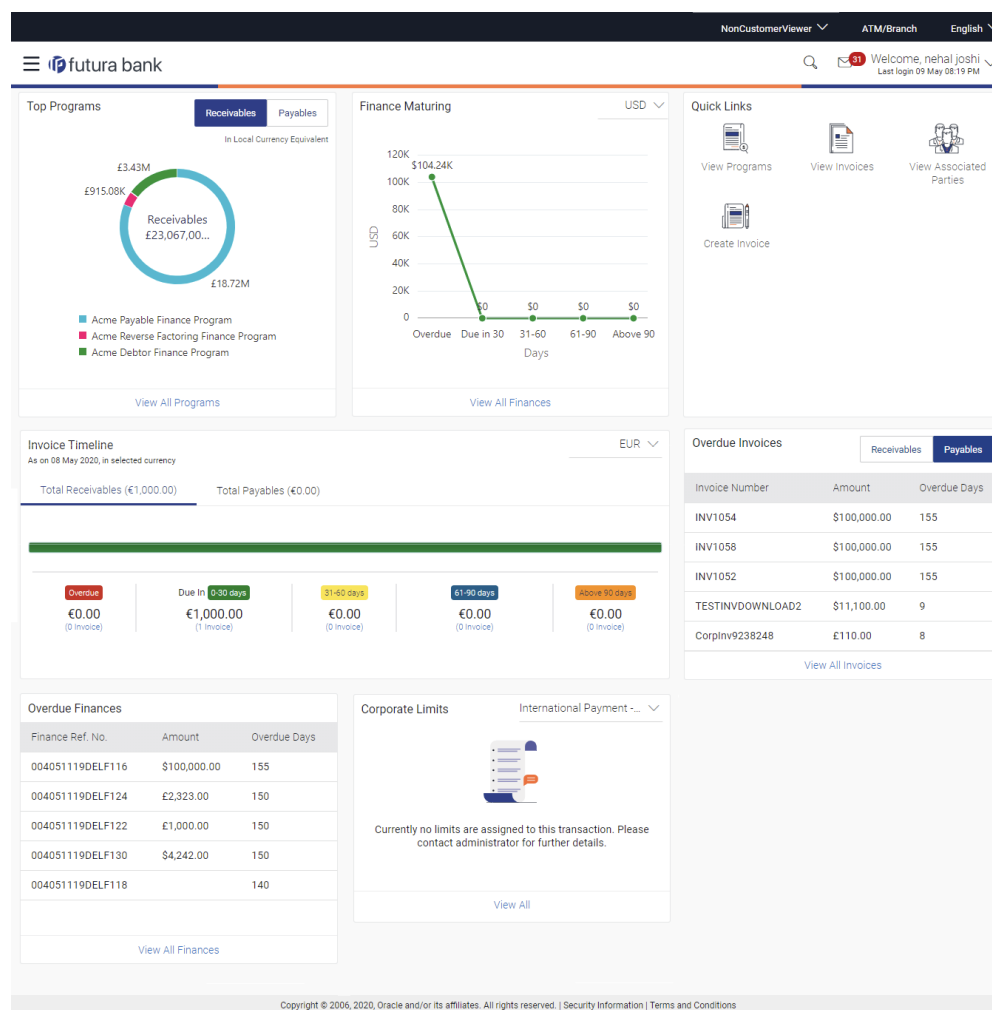 NonCustomerViewer ATM/Branch English
futura bank 31 Welcome, nehal joshi
Last login 09 May 08:19 PM
Top Programs Receivables Payables
In Local Currency Equivalent
£3.43M
£915.08K
Receivables
£23,067,00...
£18.72M
Acme Payable Finance Program
Acme Reverse Factoring Finance Program
Acme Debtor Finance Program
View All Programs
Finance Maturing USD
120K
$104.24K
100K
80K
60K
USD
40K
20K
$0 $0 $0 $0
0
Overdue Due in 30 31-60 61-90 Above 90
Days
View All Finances
Quick Links
View Programs View Invoices View Associated
Parties
Create Invoice
Invoice Timeline EUR
As on 08 May 2020, in selected currency
Total Receivables (€1,000.00) Total Payables (€0.00)
Overdue Due In 0-30 days 31-60 days 61-90 days Above 90 days
€0.00 €1,000.00 €0.00 €0.00 €0.00
(0 Invoice) (1 Invoice) (0 Invoice) (0 Invoice) (0 Invoice)
Overdue Invoices Receivables Payables
Invoice Number Amount Overdue Days
INV1054 $100,000.00 155
INV1058 $100,000.00 155
INV1052 $100,000.00 155
TESTINVDOWNLOAD2 $11,100.00 9
CorpInv9238248 £110.00 8
View All Invoices
Overdue Finances
Finance Ref. No. Amount Overdue Days
004051119DELF116 $100,000.00 155
004051119DELF124 £2,323.00 150
004051119DELF122 £1,000.00 150
004051119DELF130 $4,242.00 150
004051119DELF118 140
View All Finances
Corporate Limits International Payment -...
Currently no limits are assigned to this transaction. Please
contact administrator for further details.
View All
Copyright © 2006, 2020, Oracle and/or its affiliates. All rights reserved. | Security Information | Terms and Conditions